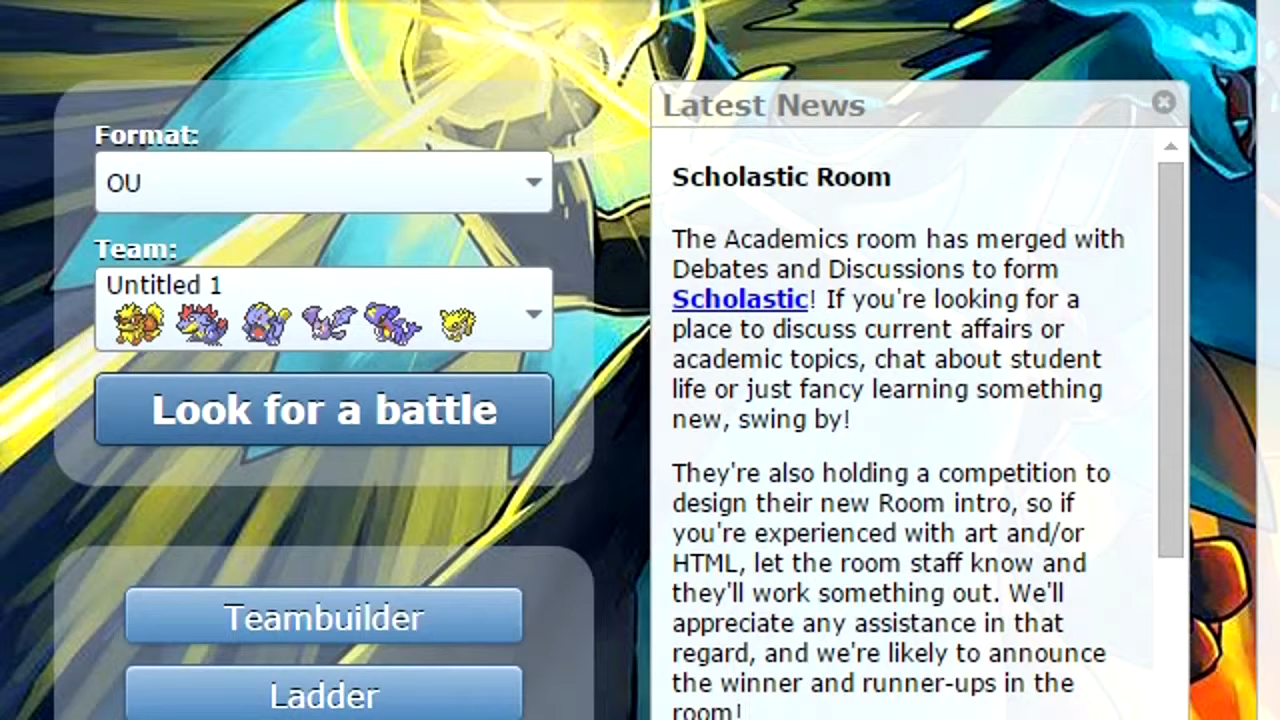 Format:
OU
Team:
Untitled 1
Look for a battle
Teambuilder
Ladder
Latest News
Scholastic Room
The Academics room has merged with
Debates and Discussions to form
Scholastic! If you're looking for a
place to discuss current affairs or
academic topics, chat about student
life or just fancy learning something
new, swing by!
They're also holding a competition to
design their new Room intro, so if
you're experienced with art and/or
HTML, let the room staff know and
they'll work something out. We'll
appreciate any assistance in that
regard, and we're likely to announce
the winner and runner-ups in the
room!